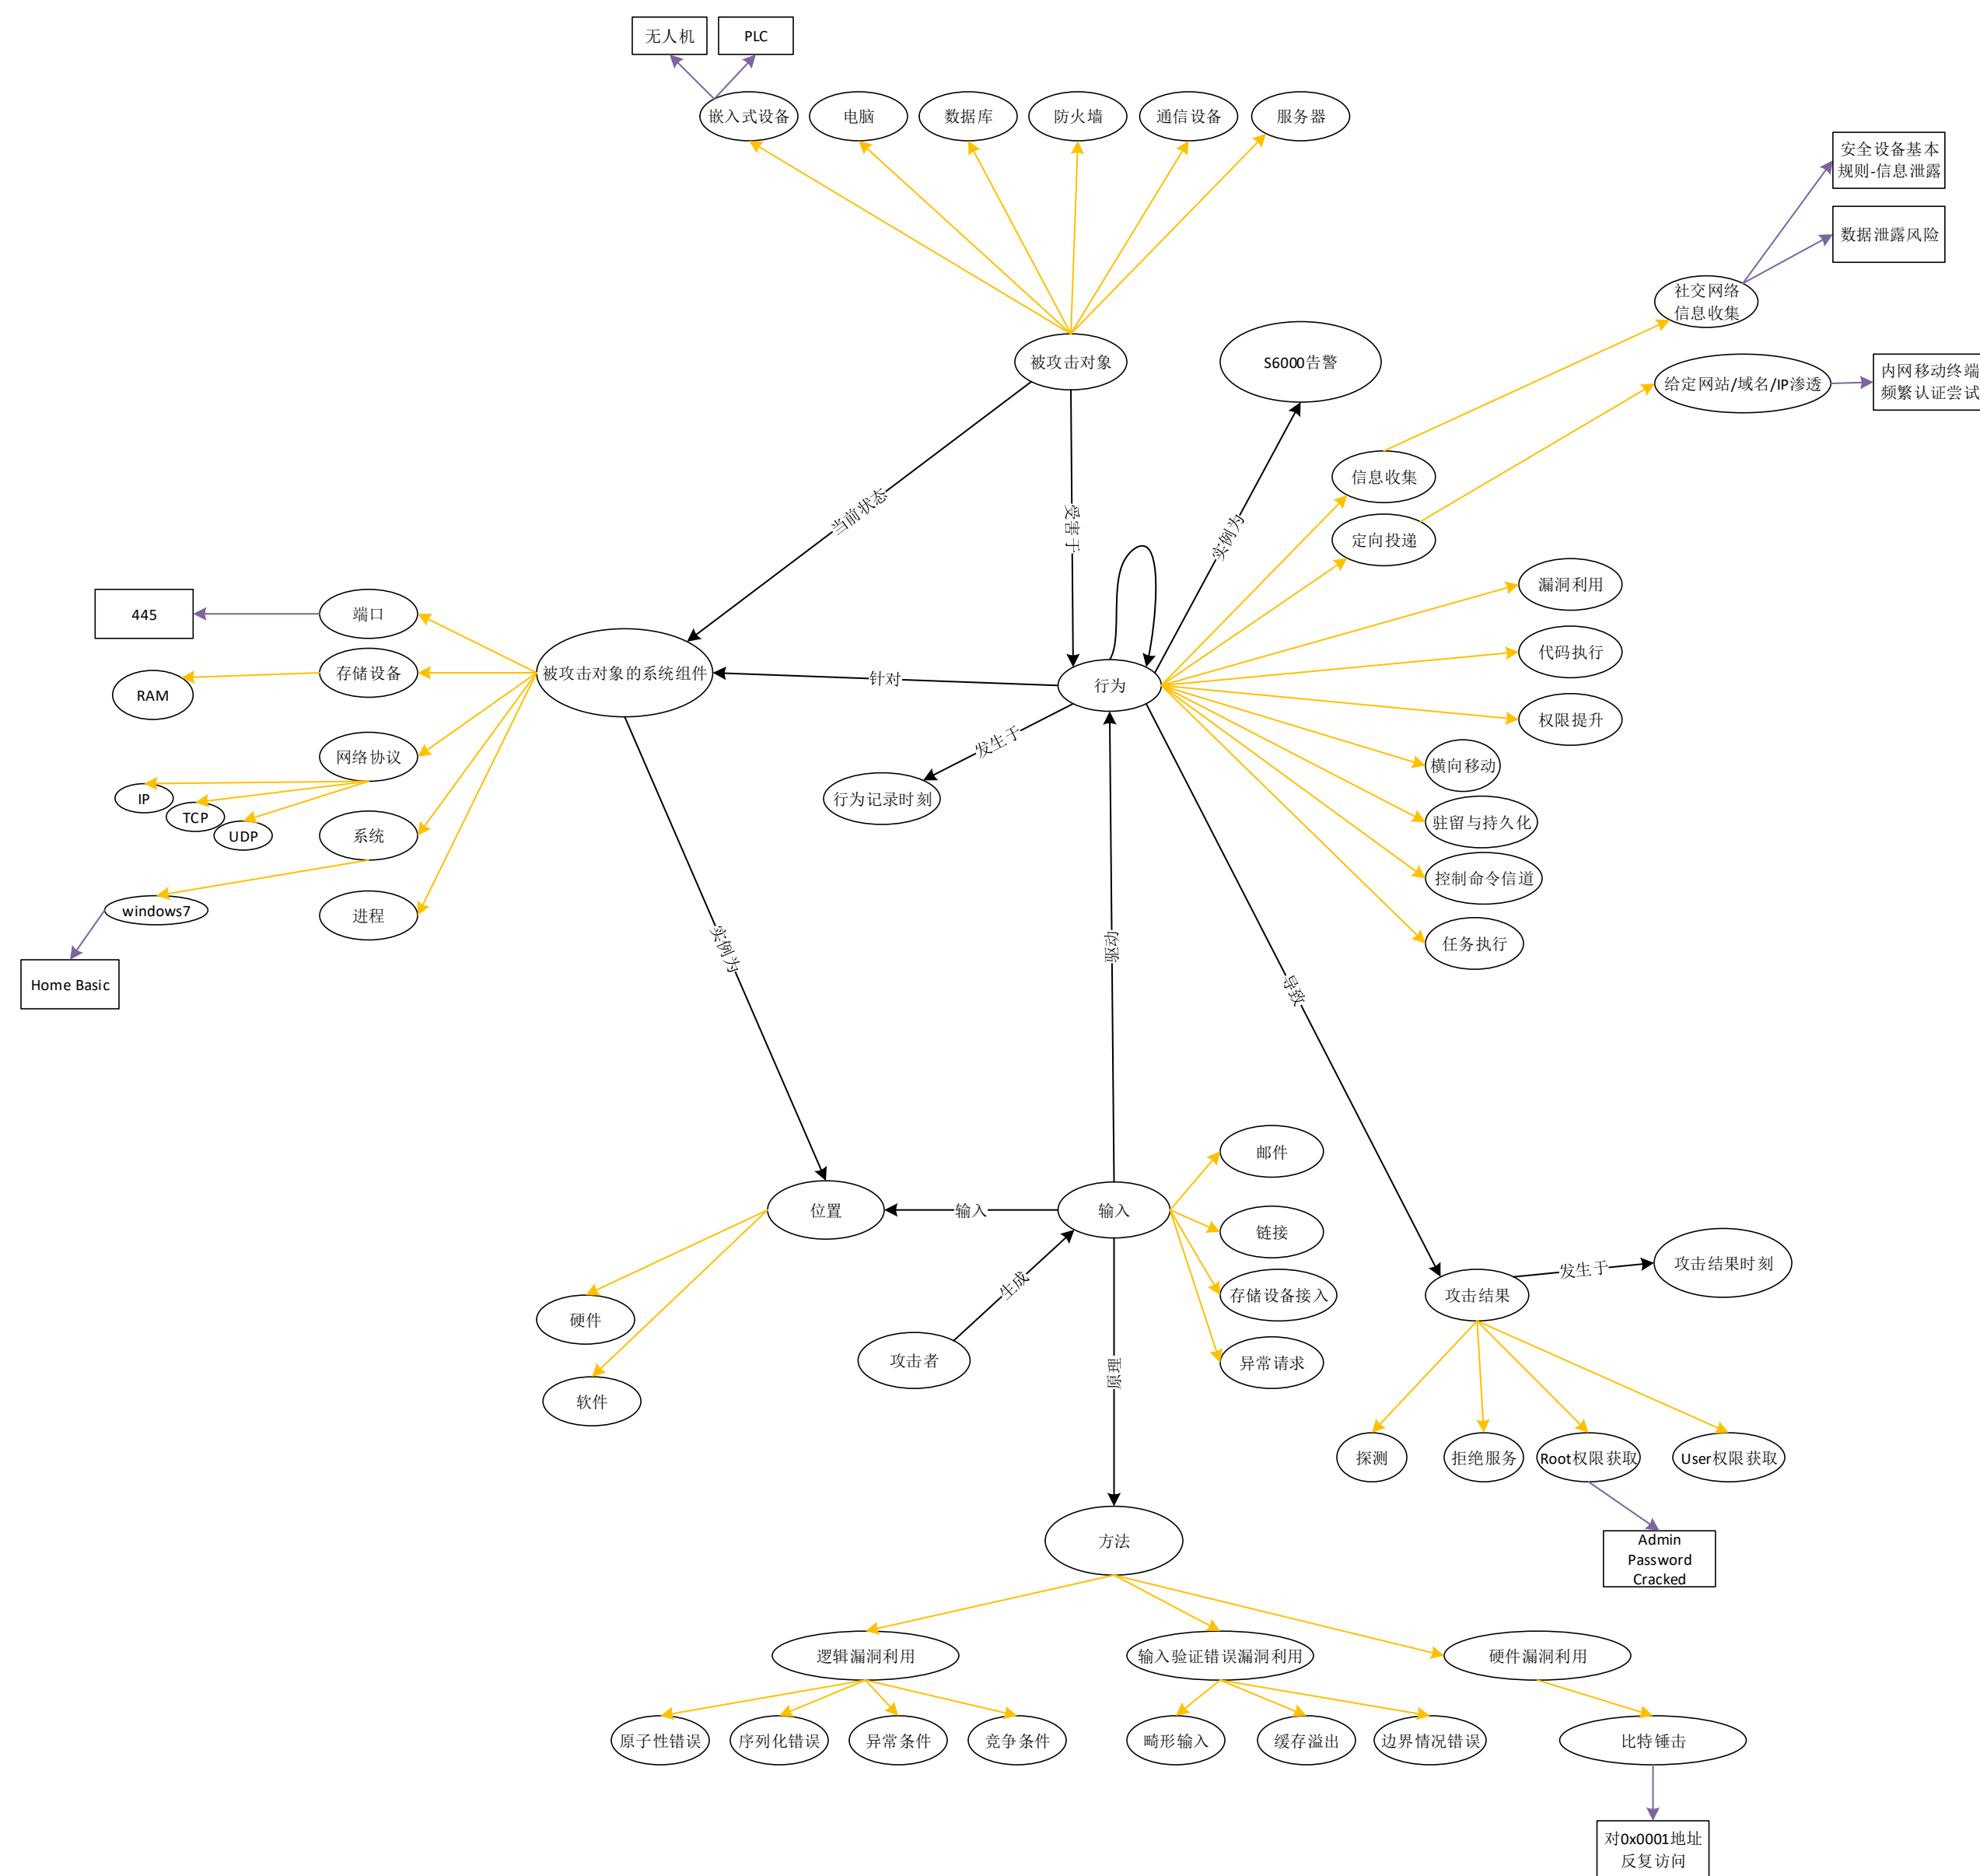 无人机
PLC
嵌入式设备
电脑
数据库
防火墙
通信设备
服务器
安全设备基本
规则-信息泄露
数据泄露风险
社交网络
信息收集
被攻击对象
S6000告警
给定网站/域名/IP渗透
内网移动终端
频繁认证尝试
信息收集
定向投递
当前状态
受害于
实例为
漏洞利用
445
端口
代码执行
被攻击对象的系统组件
针对
行为
存储设备
RAM
权限提升
发生于
网络协议
横向移动
IP
TCP
UDP
行为记录时刻
驻留与持久化
系统
控制命令信道
windows7
进程
实例为
驱动
任务执行
Home Basic
导致
邮件
位置
输入
输入
链接
生成
存储设备接入
攻击结果
发生于
攻击结果时刻
硬件
攻击者
原理
异常请求
软件
探测
拒绝服务
Root权限获取
User权限获取
方法
Admin
Password
Cracked
逻辑漏洞利用
输入验证错误漏洞利用
硬件漏洞利用
原子性错误
序列化错误
异常条件
竞争条件
畸形输入
缓存溢出
边界情况错误
比特锤击
对0x0001地址
反复访问